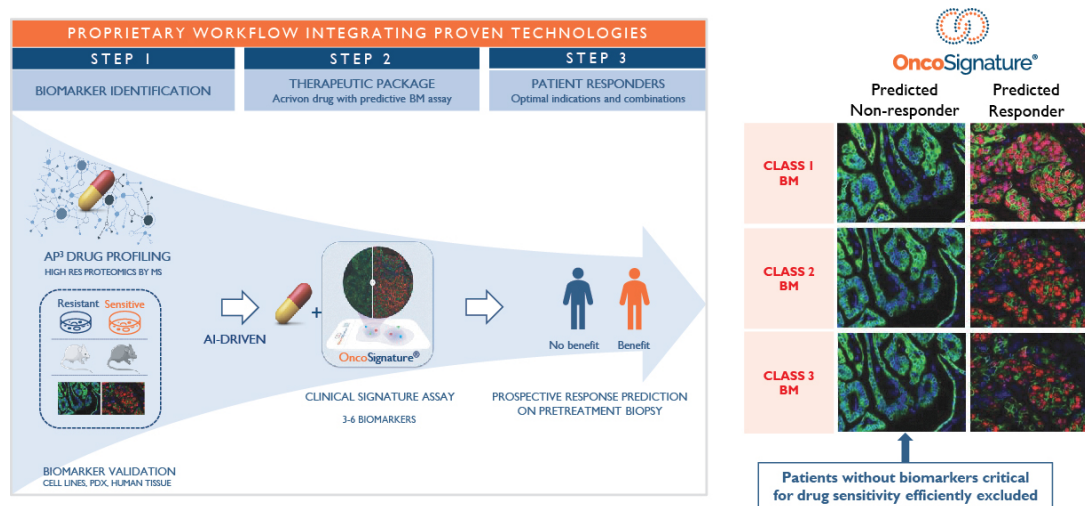 PROPRIETARY WORKFLOW INTEGRATING PROVEN TECHNOLOGIES
STEP 1
BIOMARKER IDENTIFICATION
STEP 2
THERAPEUTIC PACKAGE
Acrivon drug with predictive BM assay
STEP 3
PATIENT RESPONDERS
Optimal indications and combinations
AP³ DRUG PROFILING
HIGH RES PROTEOMICS BY MS
Resistant Sensitive
BIOMARKER VALIDATION
CELL LINES, PDX, HUMAN TISSUE
AI-DRIVEN
+
OncoSignature®
CLINICAL SIGNATURE ASSAY
3-6 BIOMARKERS
No benefit Benefit
PROSPECTIVE RESPONSE PREDICTION
ON PRETREATMENT BIOPSY
OncoSignature®
Predicted
Non-responder
Predicted
Responder
CLASS 1
BM
CLASS 2
BM
CLASS 3
BM
Patients without biomarkers critical
for drug sensitivity efficiently excluded